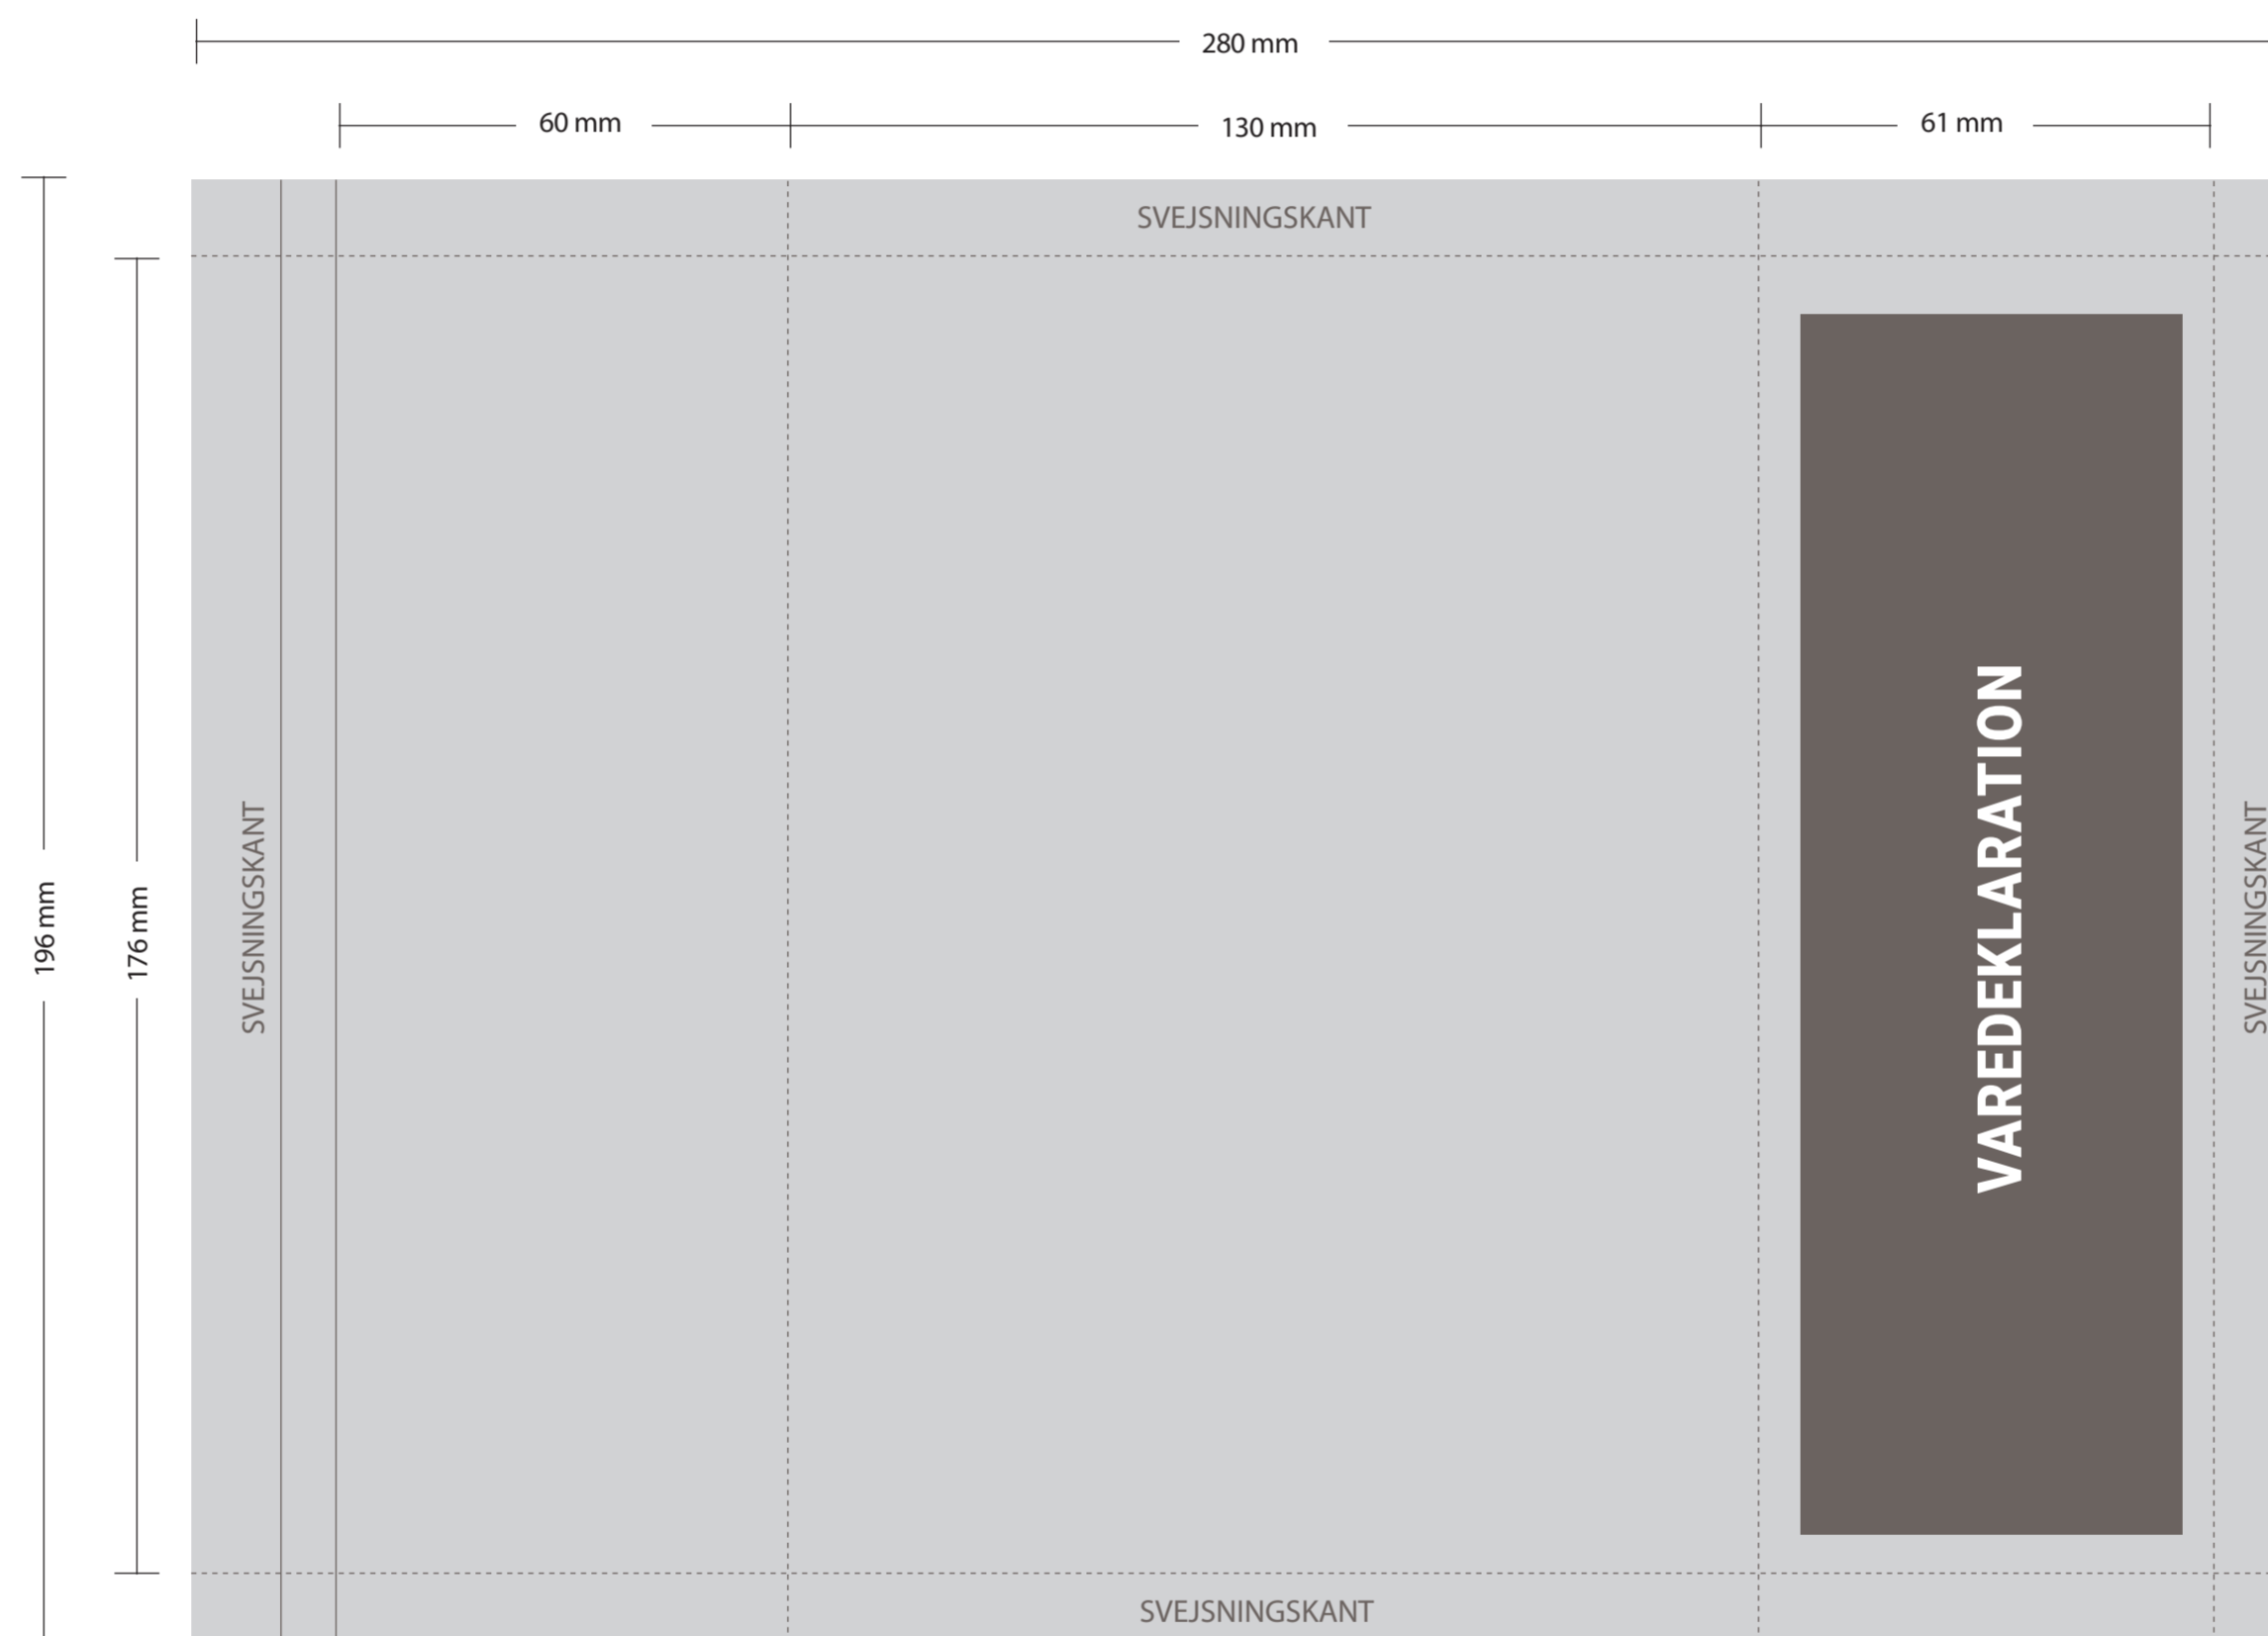 280 mm
60 mm
130 mm
61 mm
SVEJSNINGSKANT
196 mm
176 mm
SVEJSNINGSKANT
VAREDEKLARATION
SVEJSNINGSKANT
SVEJSNINGSKANT